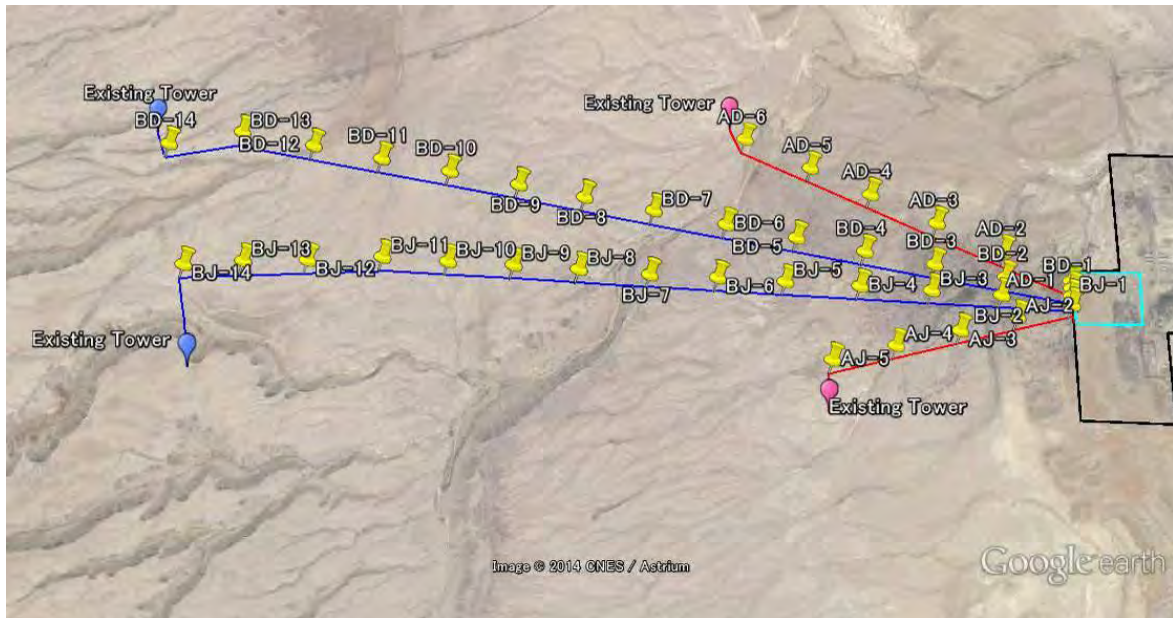 Existing Tower
BD-14
BD-13
BD-12
BD-11
BD-10
BD-9
BD-8
BD-7
BD-6
BD-5
BD-4
BD-3
BD-2
BD-1
Existing Tower
AD-6
AD-5
AD-4
AD-3
AD-2
AD-1
BJ-14
BJ-13
BJ-12
BJ-11
BJ-10
BJ-9
BJ-8
BJ-7
BJ-6
BJ-5
BJ-4
BJ-3
BJ-2
BJ-1
Existing Tower
AJ-5
AJ-4
AJ-3
AJ-2
Existing Tower
Image © 2014 CNES / Astrium
Google earth